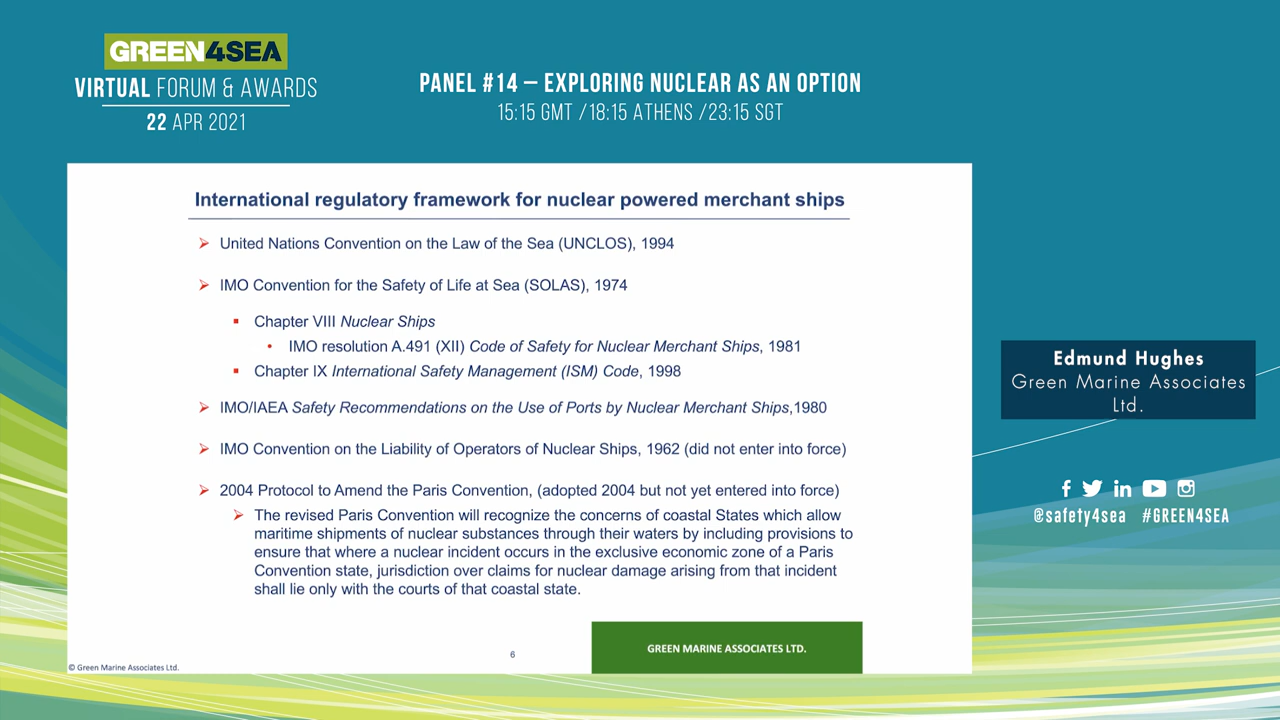 GREEN4SEA
VIRTUAL FORUM & AWARDS
22 APR 2021
PANEL #14 – EXPLORING NUCLEAR AS AN OPTION
15:15 GMT /18:15 ATHENS /23:15 SGT
International regulatory framework for nuclear powered merchant ships
➢ United Nations Convention on the Law of the Sea (UNCLOS), 1994
➢ IMO Convention for the Safety of Life at Sea (SOLAS), 1974
▪ Chapter VIII Nuclear Ships
• IMO resolution A.491 (XII) Code of Safety for Nuclear Merchant Ships, 1981
▪ Chapter IX International Safety Management (ISM) Code, 1998
➢ IMO/IAEA Safety Recommendations on the Use of Ports by Nuclear Merchant Ships,1980
➢ IMO Convention on the Liability of Operators of Nuclear Ships, 1962 (did not enter into force)
➢ 2004 Protocol to Amend the Paris Convention, (adopted 2004 but not yet entered into force)
➢ The revised Paris Convention will recognize the concerns of coastal States which allow
maritime shipments of nuclear substances through their waters by including provisions to
ensure that where a nuclear incident occurs in the exclusive economic zone of a Paris
Convention state, jurisdiction over claims for nuclear damage arising from that incident
shall lie only with the courts of that coastal state.
6
GREEN MARINE ASSOCIATES LTD.
© Green Marine Associates Ltd.
Edmund Hughes
Green Marine Associates
Ltd.
@safety4sea #GREEN4SEA